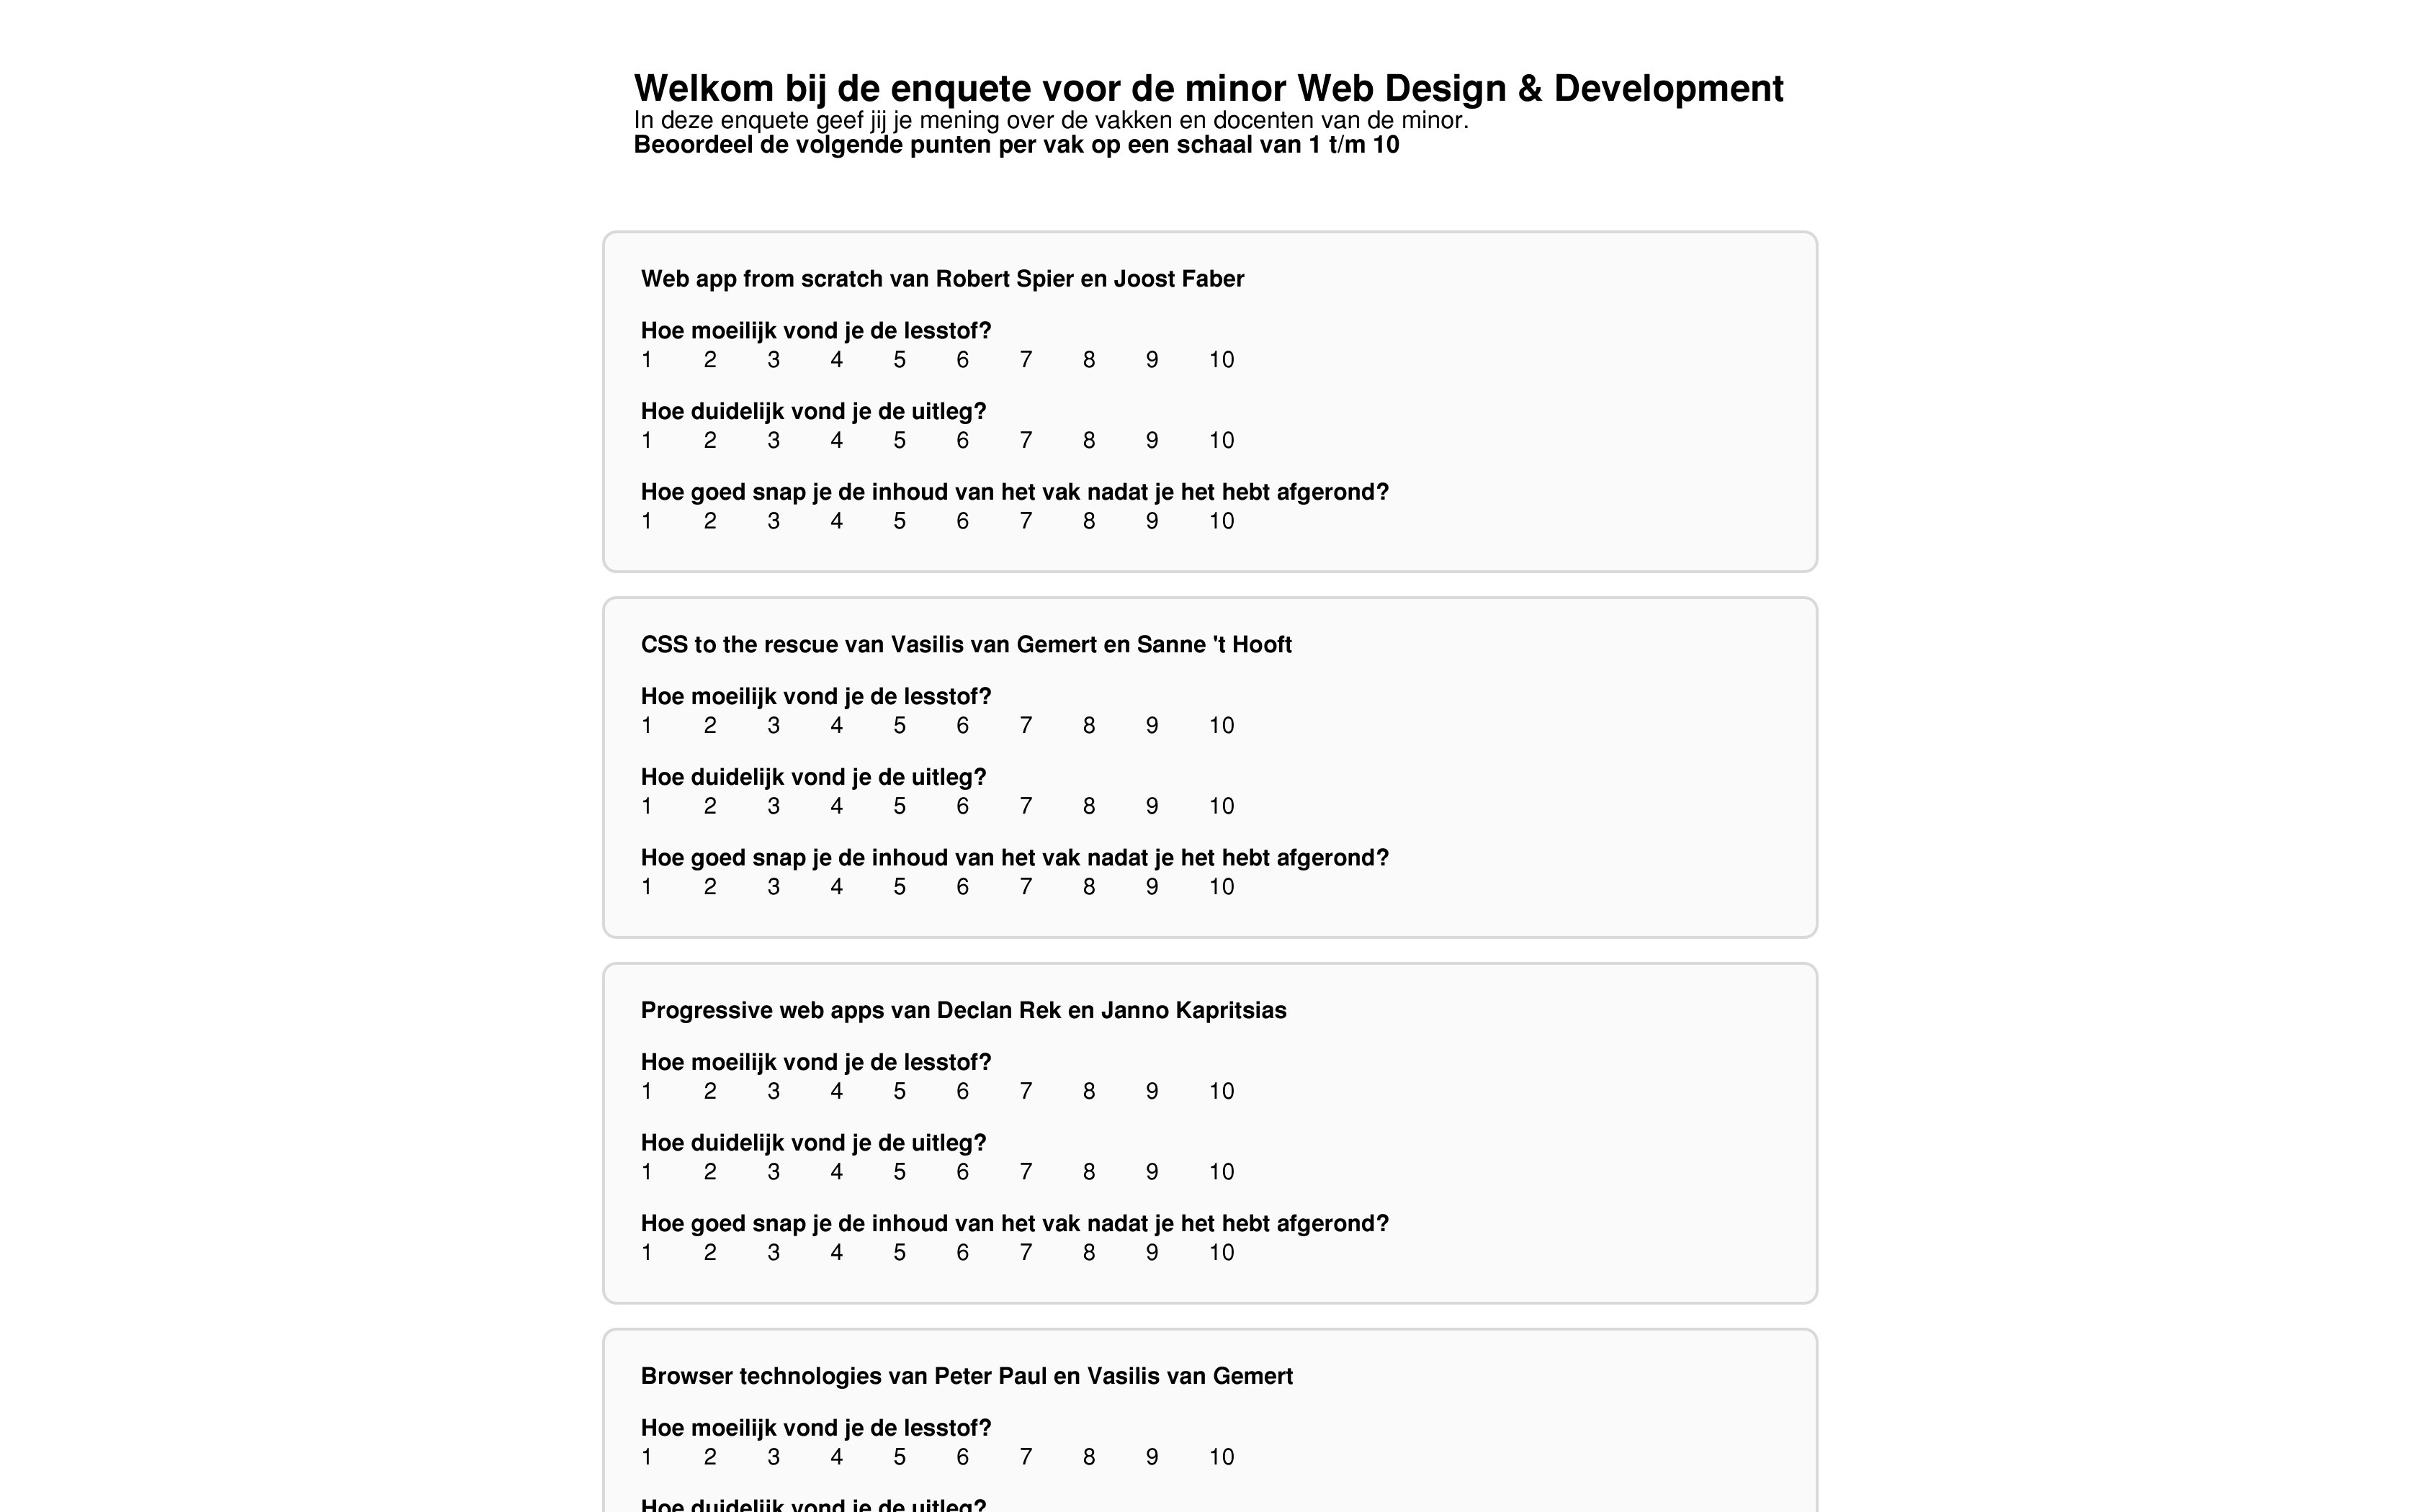 Welkom bij de enquete voor de minor Web Design & Development
In deze enquete geef jij je mening over de vakken en docenten van de minor.
Beoordeel de volgende punten per vak op een schaal van 1 t/m 10
Web app from scratch van Robert Spier en Joost Faber
Hoe moeilijk vond je de lesstof?
1 2 3 4 5 6 7 8 9 10
Hoe duidelijk vond je de uitleg?
1 2 3 4 5 6 7 8 9 10
Hoe goed snap je de inhoud van het vak nadat je het hebt afgerond?
1 2 3 4 5 6 7 8 9 10
CSS to the rescue van Vasilis van Gemert en Sanne 't Hooft
Hoe moeilijk vond je de lesstof?
1 2 3 4 5 6 7 8 9 10
Hoe duidelijk vond je de uitleg?
1 2 3 4 5 6 7 8 9 10
Hoe goed snap je de inhoud van het vak nadat je het hebt afgerond?
1 2 3 4 5 6 7 8 9 10
Progressive web apps van Declan Rek en Janno Kapritsias
Hoe moeilijk vond je de lesstof?
1 2 3 4 5 6 7 8 9 10
Hoe duidelijk vond je de uitleg?
1 2 3 4 5 6 7 8 9 10
Hoe goed snap je de inhoud van het vak nadat je het hebt afgerond?
1 2 3 4 5 6 7 8 9 10
Browser technologies van Peter Paul en Vasilis van Gemert
Hoe moeilijk vond je de lesstof?
1 2 3 4 5 6 7 8 9 10
Hoe duidelijk vond je de uitleg?